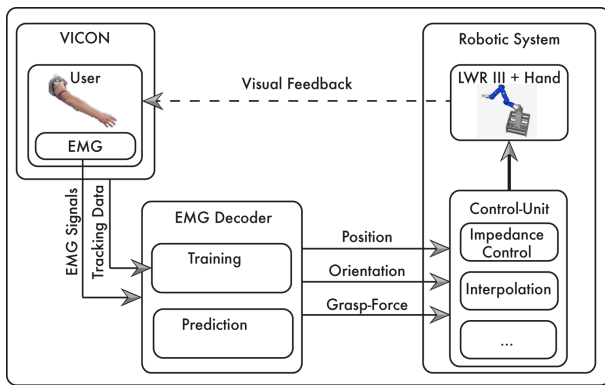 VICON
User
EMG
EMG Signals
Tracking Data
Visual Feedback
EMG Decoder
Training
Prediction
Position
Orientation
Grasp-Force
Robotic System
LWR III + Hand
Control-Unit
Impedance
Control
Interpolation
...